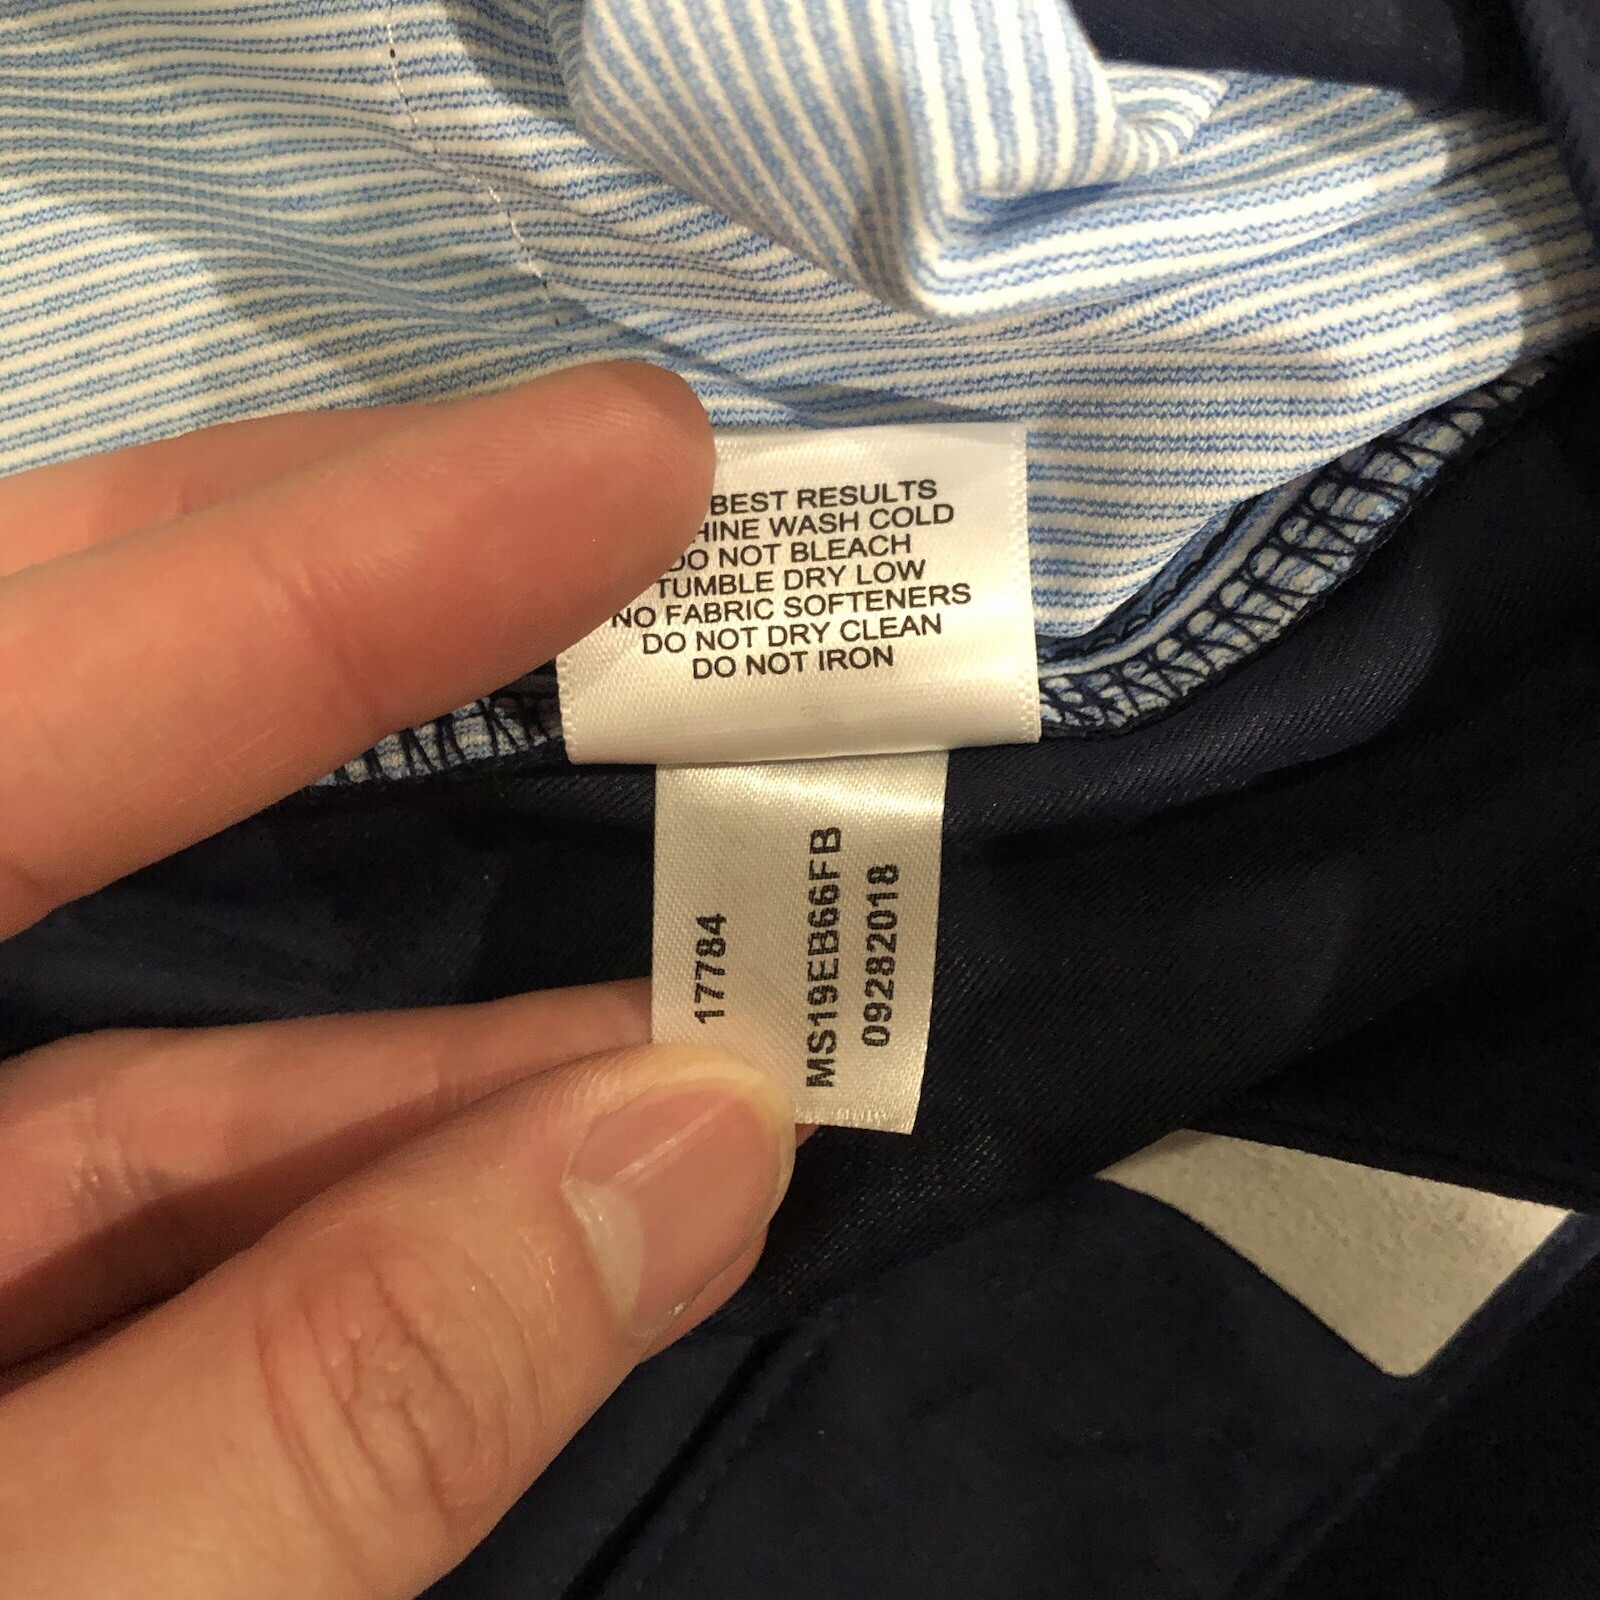 BEST RESULTS
HINE WASH COLD
DO NOT BLEACH
TUMBLE DRY LOW
NO FABRIC SOFTENERS
DO NOT DRY CLEAN
DO NOT IRON
17784
MS19EB66FB
09282018